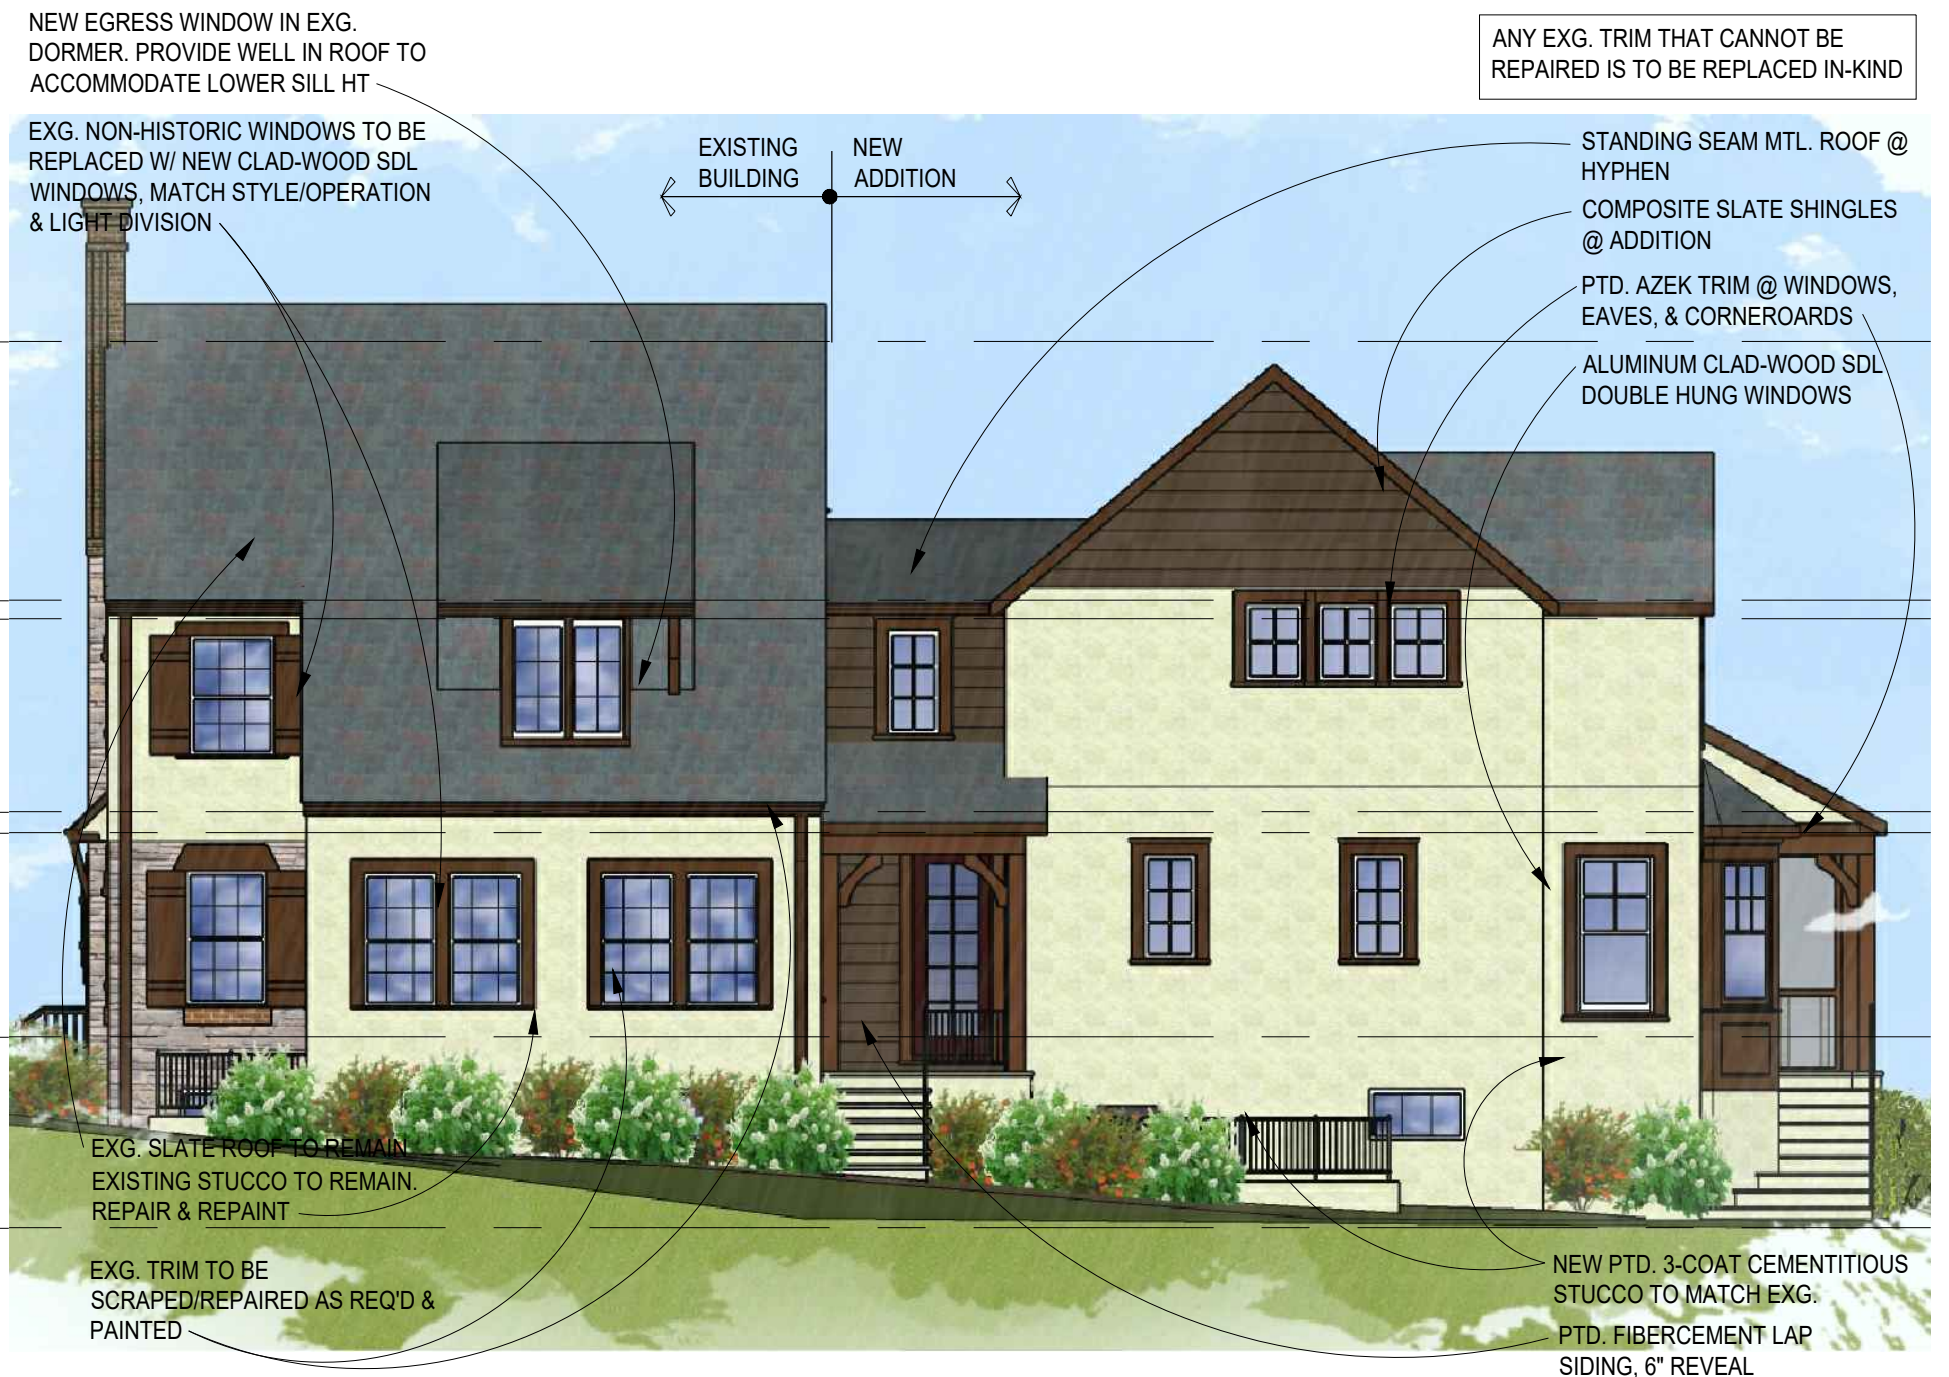 NEW EGRESS WINDOW IN EXG.
DORMER. PROVIDE WELL IN ROOF TO
ACCOMMODATE LOWER SILL HT
EXG. NON-HISTORIC WINDOWS TO BE
REPLACED W/ NEW CLAD-WOOD SDL
WINDOWS, MATCH STYLE/OPERATION
& LIGHT DIVISION
EXISTING
BUILDING
NEW
ADDITION
ANY EXG. TRIM THAT CANNOT BE
REPAIRED IS TO BE REPLACED IN-KIND
STANDING SEAM MTL. ROOF @
HYPHEN
COMPOSITE SLATE SHINGLES
@ ADDITION
PTD. AZEK TRIM @ WINDOWS,
EAVES, & CORNEROARDS
ALUMINUM CLAD-WOOD SDL
DOUBLE HUNG WINDOWS
EXG. SLATE ROOF TO REMAIN
EXISTING STUCCO TO REMAIN.
REPAIR & REPAINT
EXG. TRIM TO BE
SCRAPED/REPAIRED AS REQ'D &
PAINTED
NEW PTD. 3-COAT CEMENTITIOUS
STUCCO TO MATCH EXG.
PTD. FIBERCEMENT LAP
SIDING, 6" REVEAL